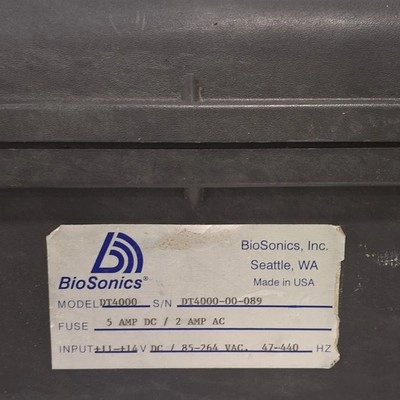 BioSonics®
BioSonics, Inc.
Seattle, WA
Made in USA
MODEL DT4000 S/N DT4000-00-089
FUSE 5 AMP DC / 2 AMP AC
INPUT +11-+14 V DC / 85-264 VAC. 47-440 HZ